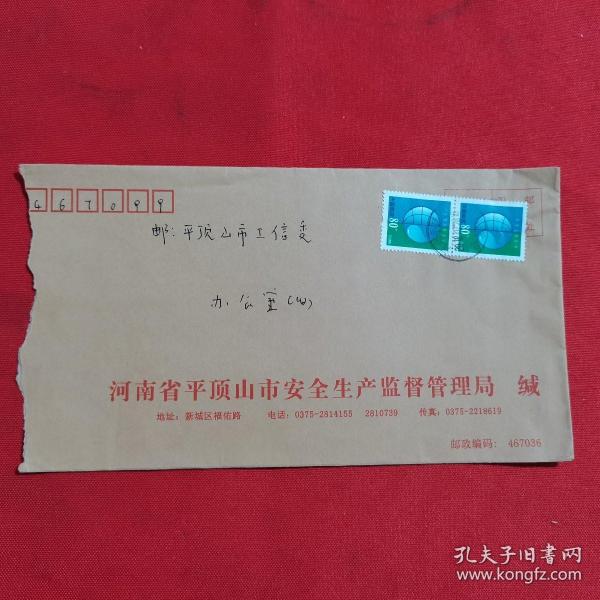 467099
邮:平顶山市工信委
办公室(收)
80
80
河南省平顶山市安全生产监督管理局 缄
地址：新城区福佑路 电话：0375-2814155 2810739 传真：0375-2218619
邮政编码：467036
孔夫子旧书网
www.kongfz.com